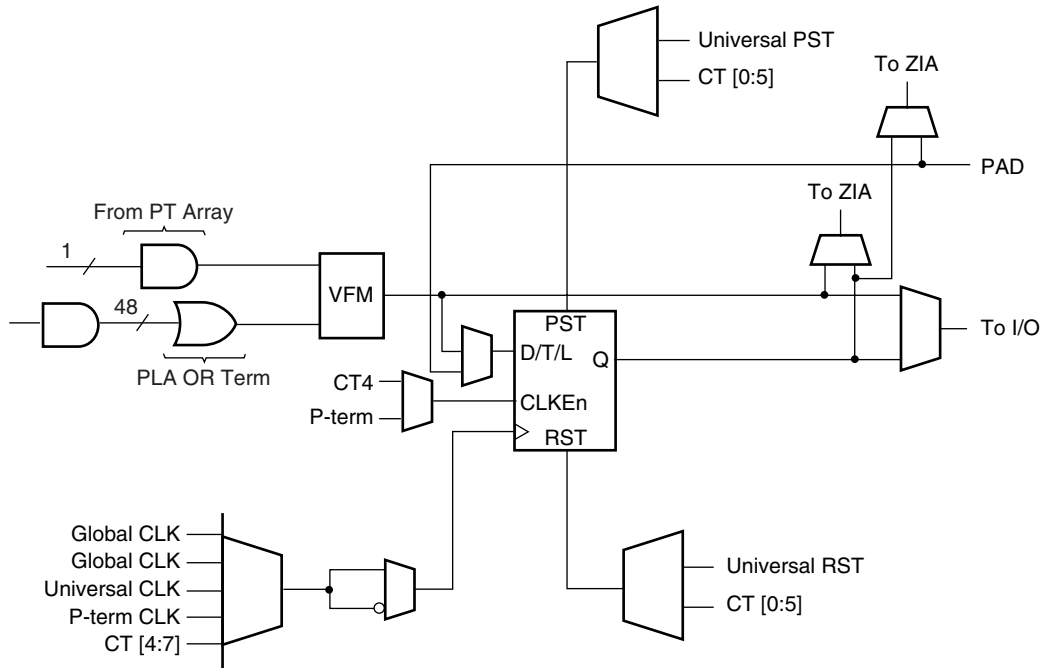 Universal PST
CT [0:5]
To ZIA
PAD
To ZIA
From PT Array
1
48
VFM
PLA OR Term
PST
D/T/L
Q
CLKEn
RST
To I/O
CT4
P-term
Global CLK
Global CLK
Universal CLK
P-term CLK
CT [4:7]
Universal RST
CT [0:5]